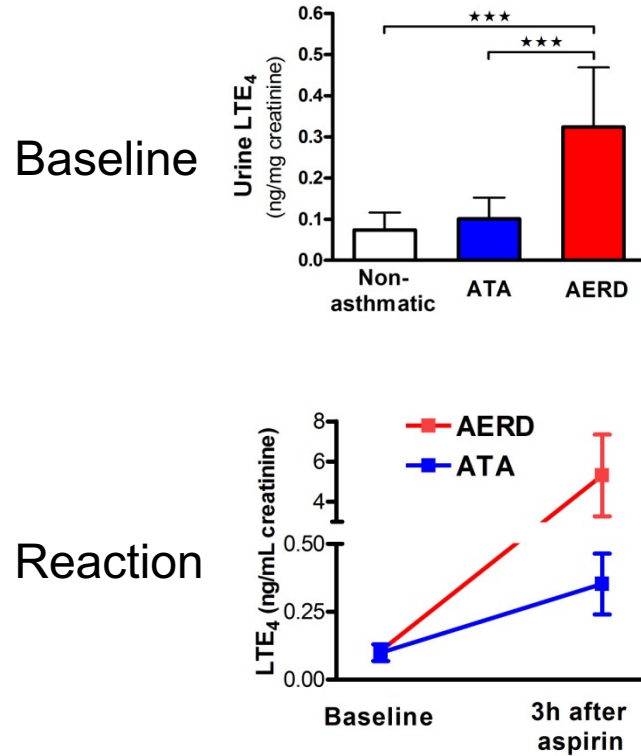 Baseline
Urine LTE4
(ng/mg creatinine)
0.6
0.5
0.4
0.3
0.2
0.1
0.0
★★★
★★★
Non-
asthmatic
ATA
AERD
Reaction
LTE4 (ng/mL creatinine)
8
6
4
0.50
0.25
0.00
AERD
ATA
Baseline
3h after
aspirin